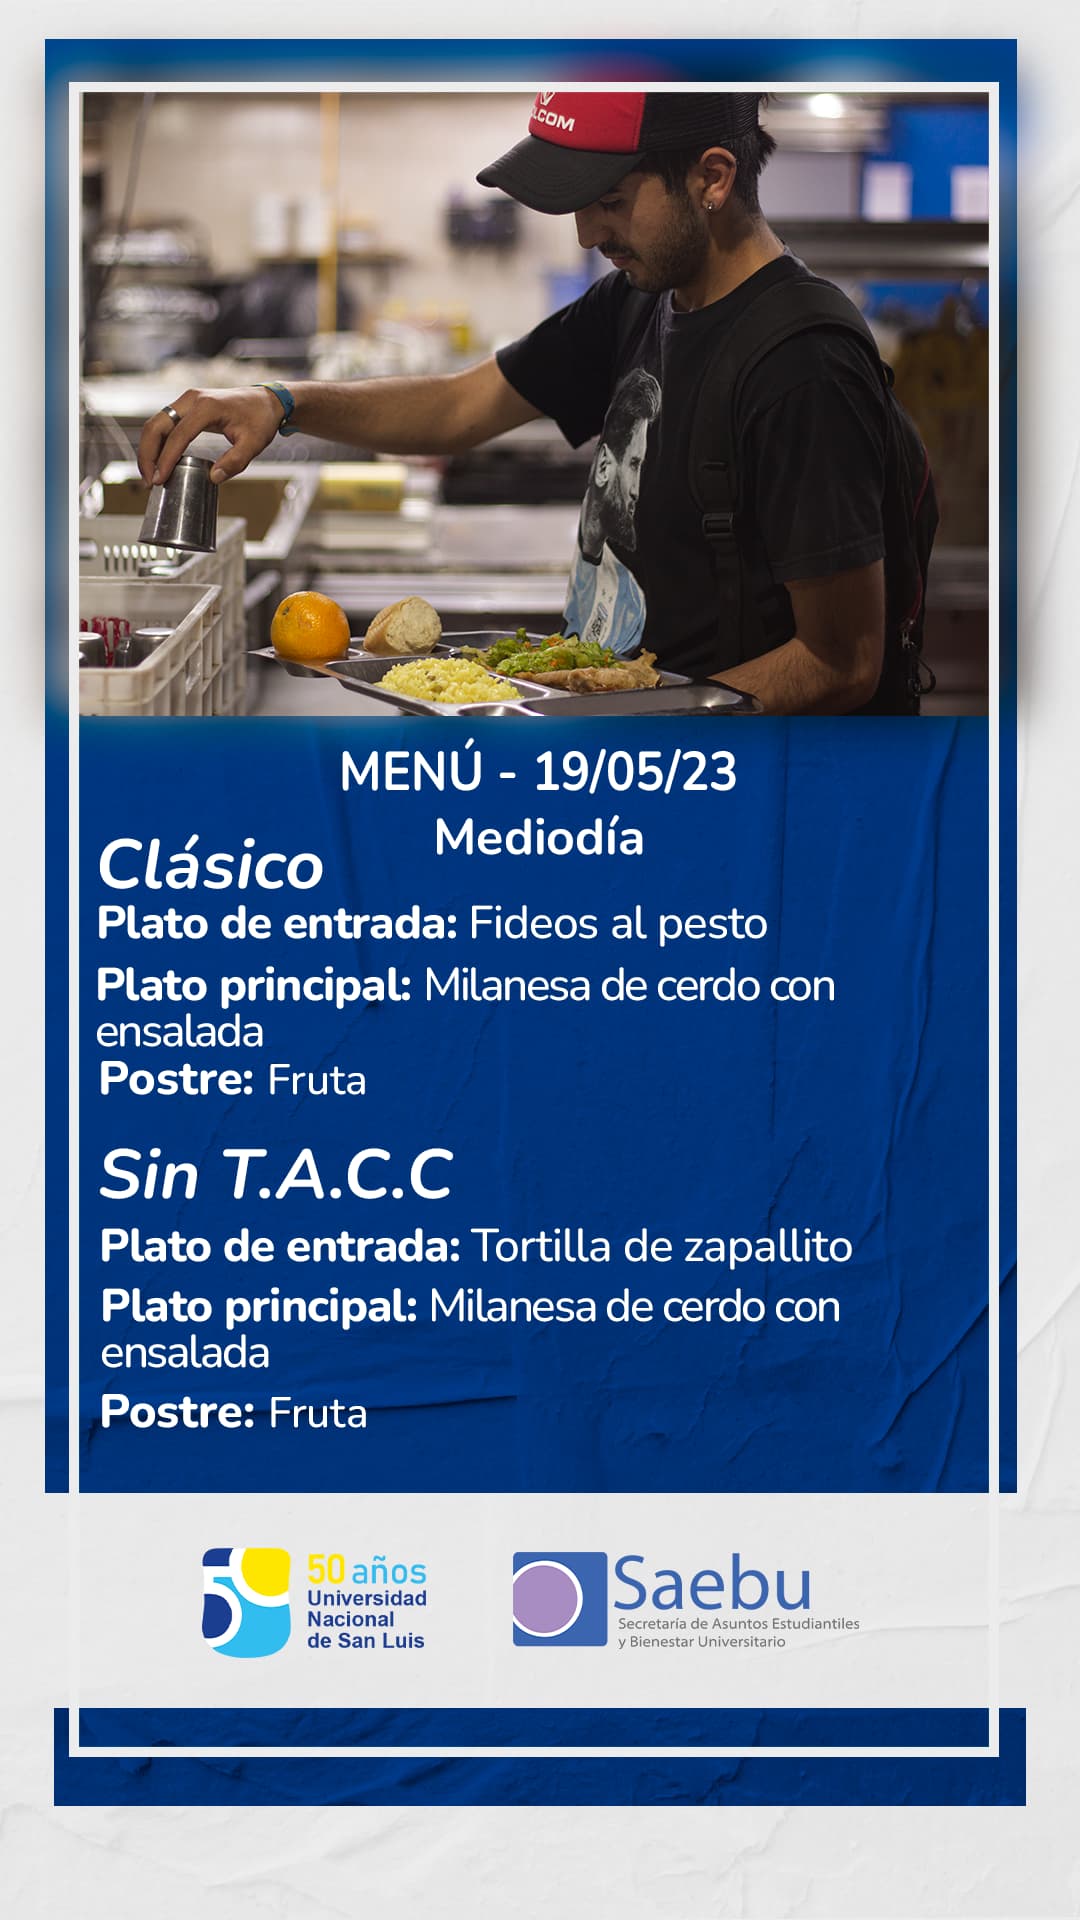 LCOM
MENÚ - 19/05/23
Mediodía
Clásico
Plato de entrada: Fideos al pesto
Plato principal: Milanesa de cerdo con
ensalada
Postre: Fruta
Sin T.A.C.C
Plato de entrada: Tortilla de zapallito
Plato principal: Milanesa de cerdo con
ensalada
Postre: Fruta
50 años
Universidad
Nacional
de San Luis
Saebu
Secretaría de Asuntos Estudiantiles
y Bienestar Universitario